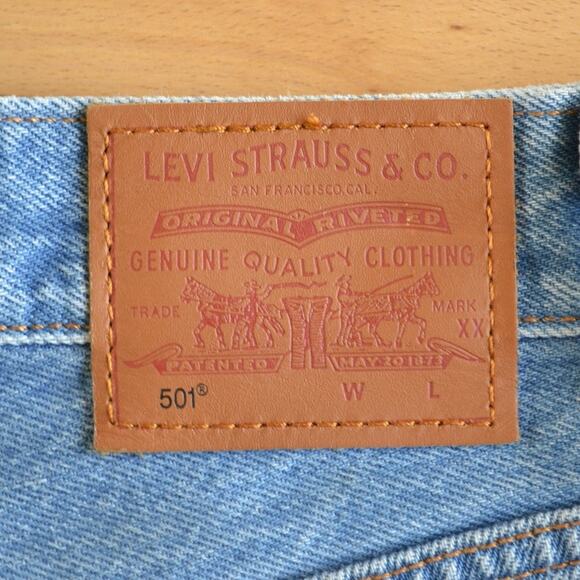 LEVI STRAUSS & CO.
SAN FRANCISCO, CAL.
ORIGINAL RIVETED
GENUINE QUALITY CLOTHING
TRADE MARK
XX
PATENTED MAY 20 1873
501® W L